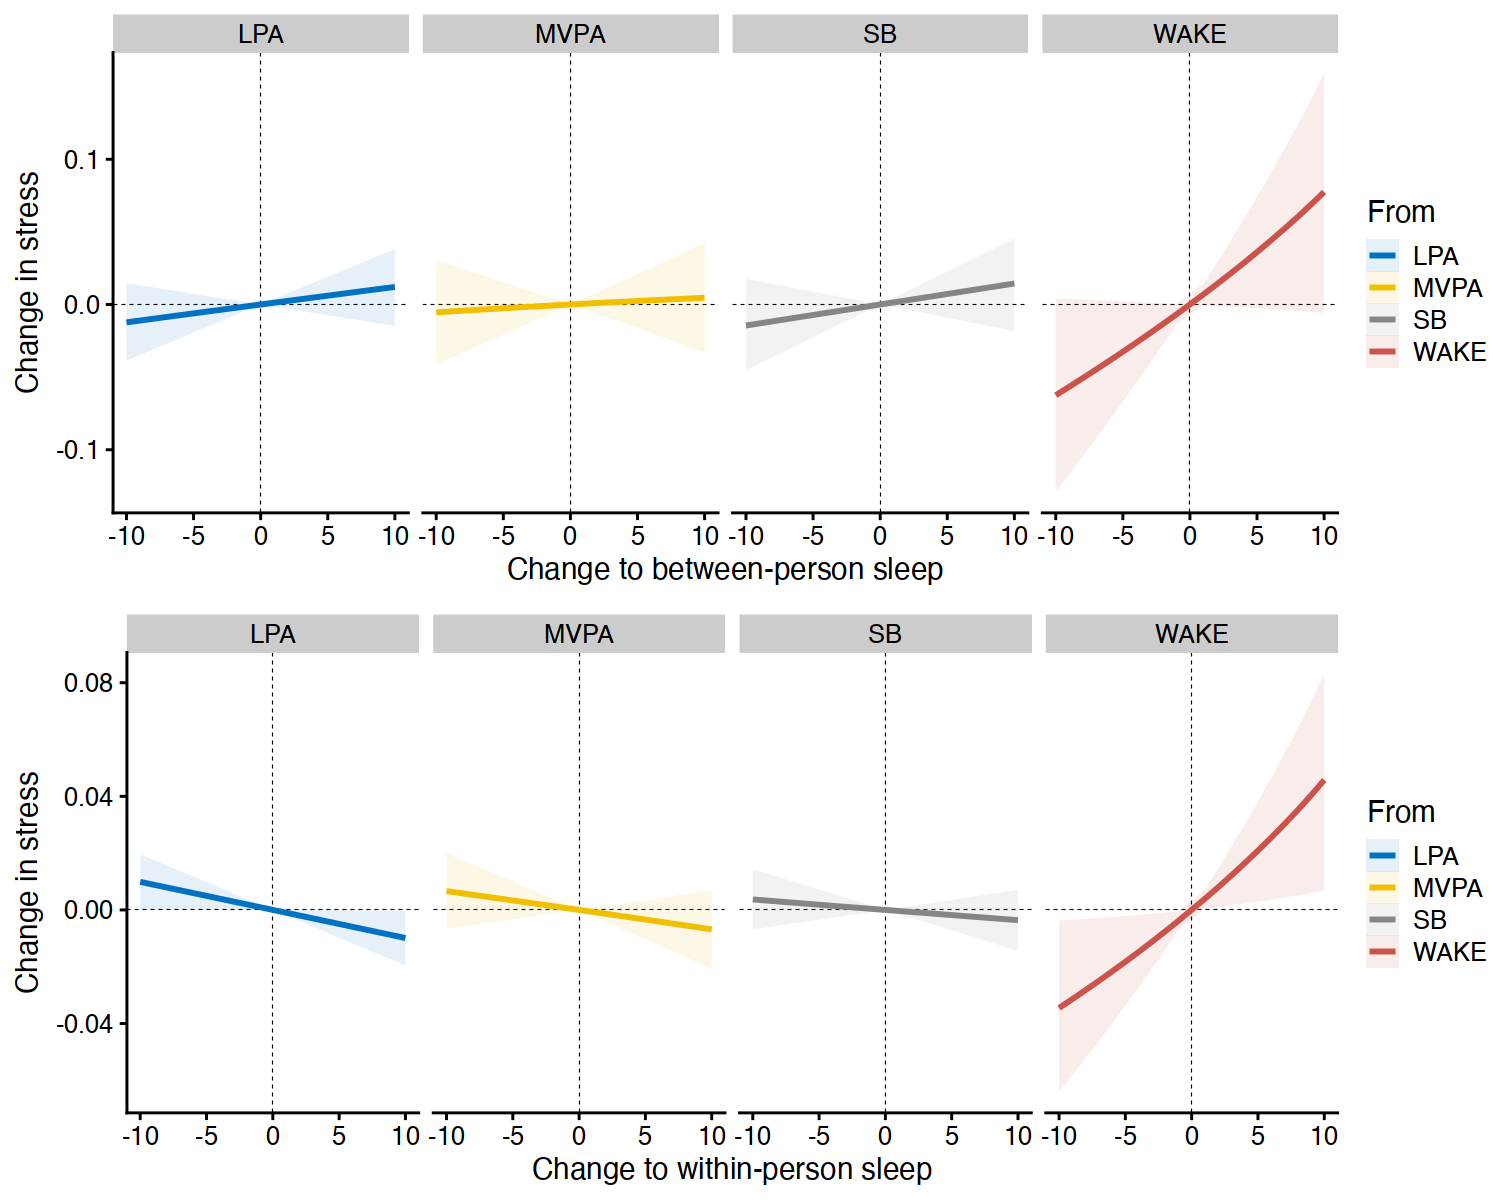 LPA MVPA SB WAKE
Change in stress
0.1
0.0
-0.1
-10 -5 0 5 10 -10 -5 0 5 10 -10 -5 0 5 10 -10 -5 0 5 10
Change to between-person sleep
From
LPA
MVPA
SB
WAKE
LPA MVPA SB WAKE
Change in stress
0.08
0.04
0.00
-0.04
-10 -5 0 5 10 -10 -5 0 5 10 -10 -5 0 5 10 -10 -5 0 5 10
Change to within-person sleep
From
LPA
MVPA
SB
WAKE